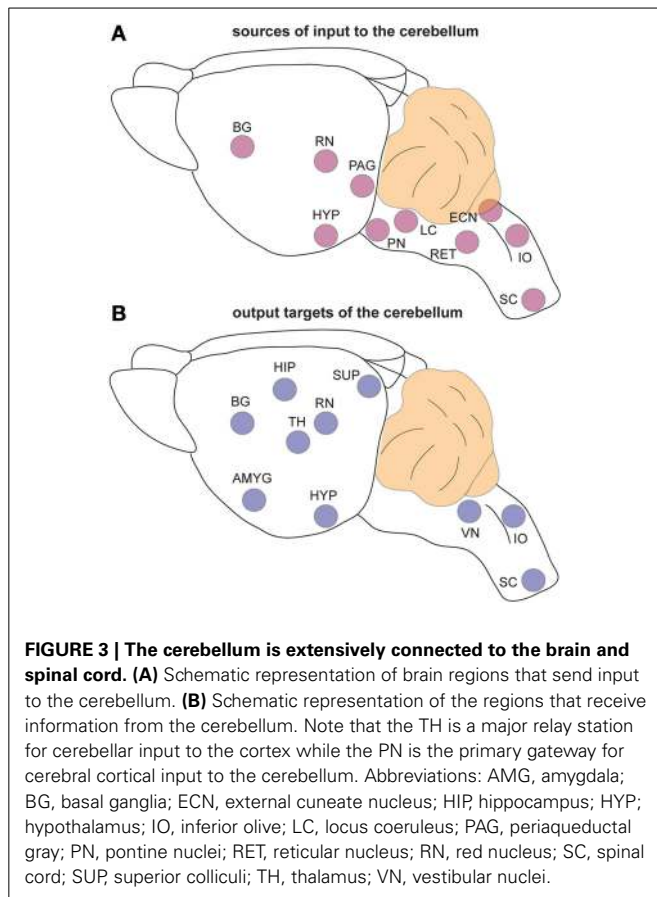 A sources of input to the cerebellum
BG
RN
PAG
HYP
PN
LC
ECN
RET
IO
SC
B output targets of the cerebellum
HIP
SUP
BG
RN
TH
AMYG
HYP
VN
IO
SC
FIGURE 3 | The cerebellum is extensively connected to the brain and
spinal cord. (A) Schematic representation of brain regions that send input
to the cerebellum. (B) Schematic representation of the regions that receive
information from the cerebellum. Note that the TH is a major relay station
for cerebellar input to the cortex while the PN is the primary gateway for
cerebral cortical input to the cerebellum. Abbreviations: AMG, amygdala;
BG, basal ganglia; ECN, external cuneate nucleus; HIP, hippocampus; HYP;
hypothalamus; IO, inferior olive; LC, locus coeruleus; PAG, periaqueductal
gray; PN, pontine nuclei; RET, reticular nucleus; RN, red nucleus; SC, spinal
cord; SUP, superior colliculi; TH, thalamus; VN, vestibular nuclei.